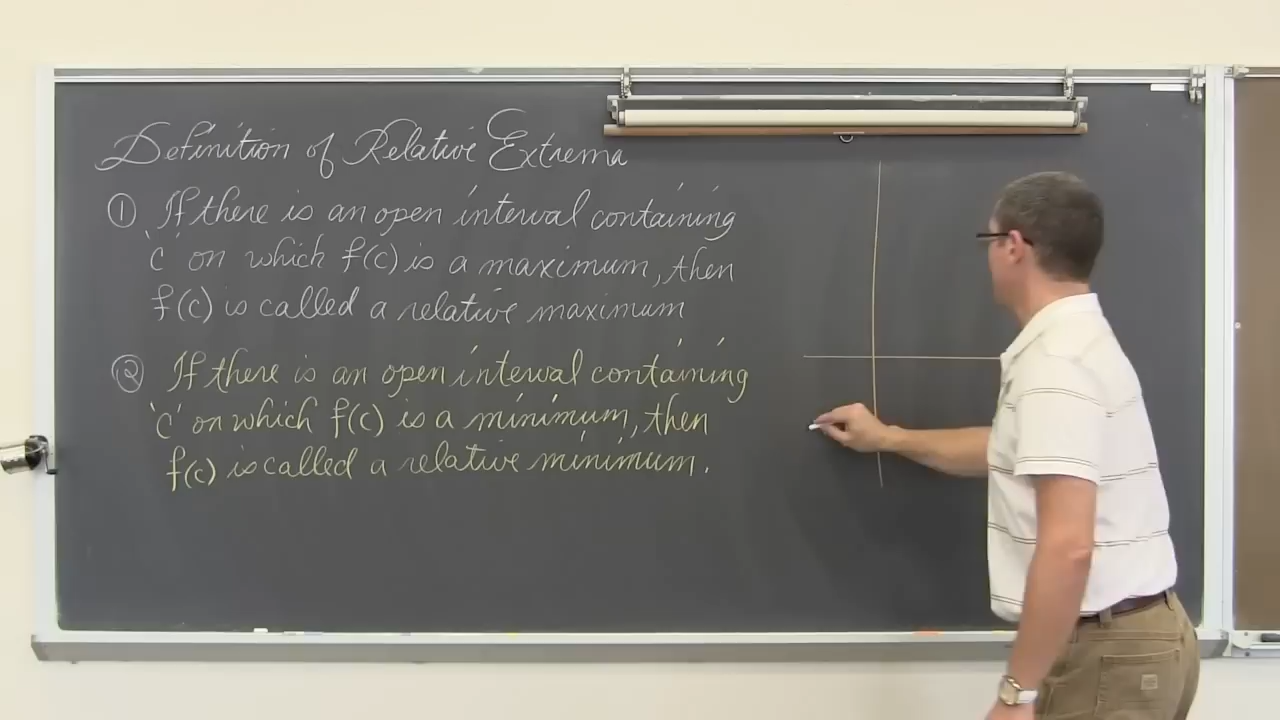 Definition of Relative Extrema
① If there is an open interval containing
'c' on which f(c) is a maximum, then
f(c) is called a relative maximum
② If there is an open interval containing
'c' on which f(c) is a minimum, then
f(c) is called a relative minimum.